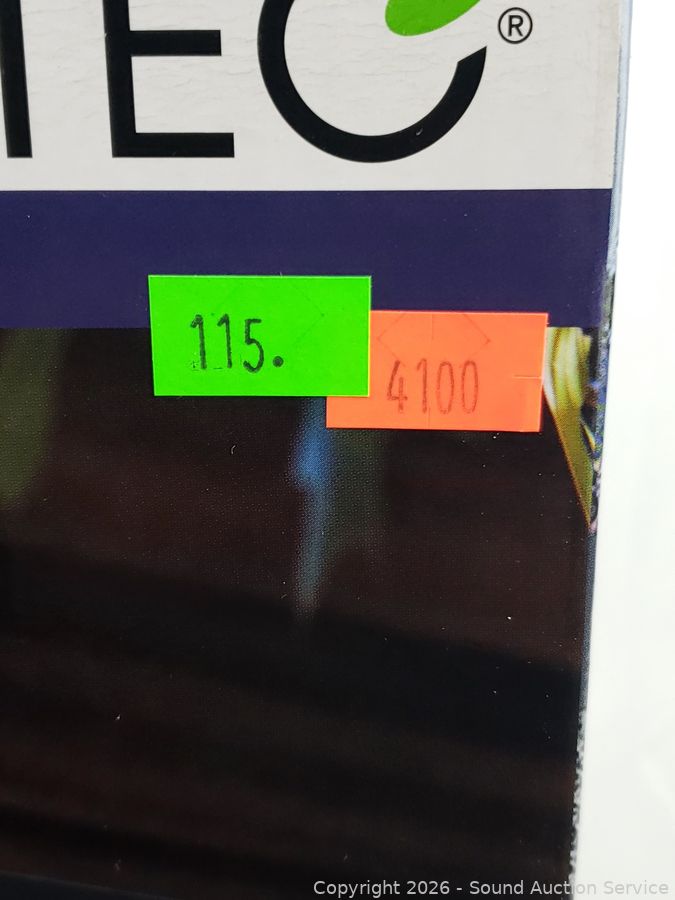 TEC®
115.
4100
Copyright 2026 - Sound Auction Service